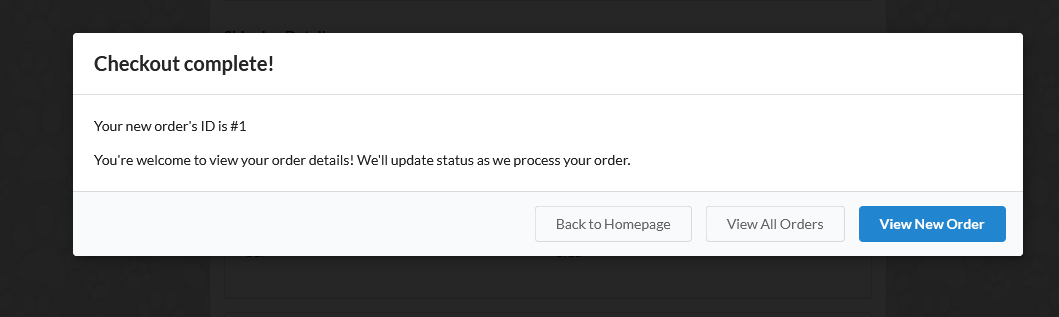 Checkout complete!
Your new order's ID is #1
You're welcome to view your order details! We'll update status as we process your order.
Back to Homepage
View All Orders
View New Order